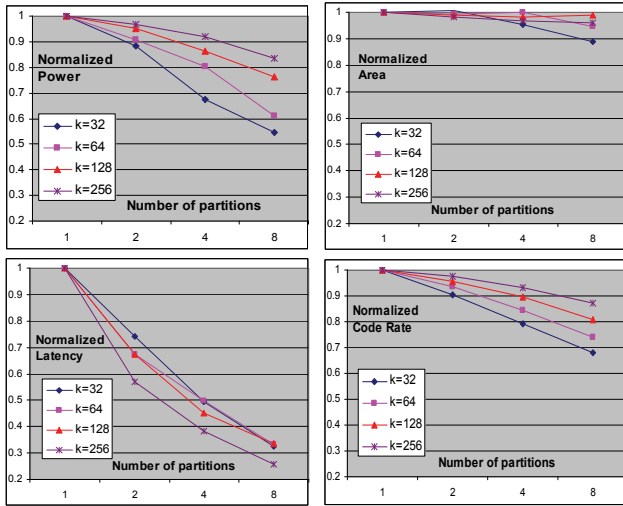 1
0.9
0.8
0.7
0.6
0.5
0.4
0.3
0.2
Normalized
Power
k=32
k=64
k=128
k=256
Number of partitions
1 2 4 8
1
0.9
0.8
0.7
0.6
0.5
0.4
0.3
0.2
Normalized
Area
k=32
k=64
k=128
k=256
Number of partitions
1 2 4 8
1
0.9
0.8
0.7
0.6
0.5
0.4
0.3
0.2
Normalized
Latency
k=32
k=64
k=128
k=256
Number of partitions
1 2 4 8
1
0.9
0.8
0.7
0.6
0.5
0.4
0.3
0.2
Normalized
Code Rate
k=32
k=64
k=128
k=256
Number of partitions
1 2 4 8